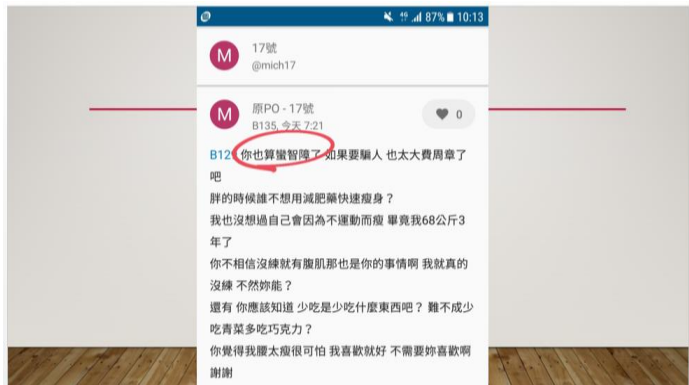 4G 87% 10:13
M
17號
@mich17
M
原PO - 17號
B135, 今天 7:21
0
B12 你也算蠻智障了 如果要騙人 也太大費周章了
吧
胖的時候誰不想用減肥藥快速瘦身？
我也沒想過自己會因為不運動而瘦 畢竟我68公斤3
年了
你不相信沒練就有腹肌那也是你的事情啊 我就真的
沒練 不然妳能？
還有 你應該知道 少吃是少吃什麼東西吧？ 難不成少
吃青菜多吃巧克力？
你覺得我腰太瘦很可怕 我喜歡就好 不需要妳喜歡啊
謝謝